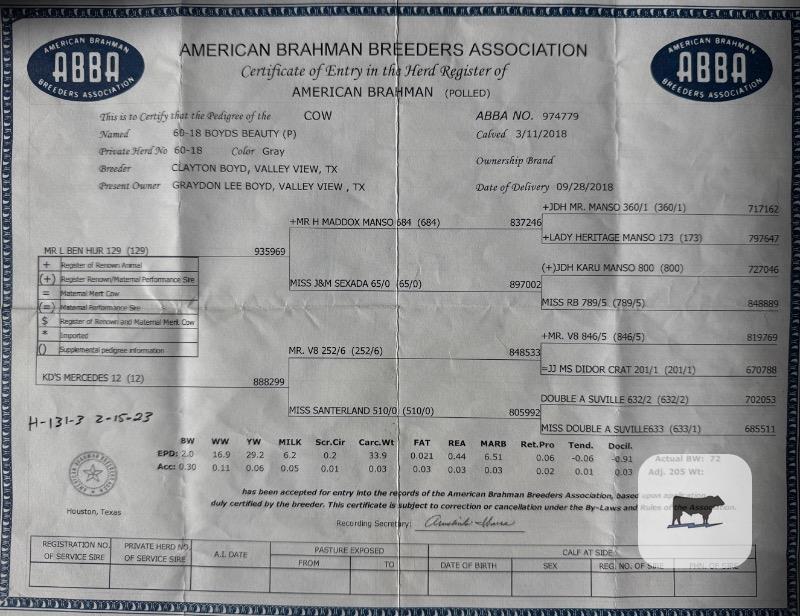 AMERICAN BRAHMAN
ABBA
BREEDERS ASSOCIATION
AMERICAN BRAHMAN BREEDERS ASSOCIATION
Certificate of Entry in the Herd Register of
AMERICAN BRAHMAN (POLLED)
AMERICAN BRAHMAN
ABBA
BREEDERS ASSOCIATION
This is to Certify that the Pedigree of the COW ABBA NO. 974779
Named 60-18 BOYDS BEAUTY (P) Calved 3/11/2018
Private Herd No 60-18 Color Gray
Ownership Brand
Breeder CLAYTON BOYD, VALLEY VIEW, TX
Present Owner GRAYDON LEE BOYD, VALLEY VIEW , TX Date of Delivery 09/28/2018
+JDH MR. MANSO 360/1 (360/1) 717162
+MR H MADDOX MANSO 684 (684) 837246
+LADY HERITAGE MANSO 173 (173) 797647
MR L BEN HUR 129 (129) 935969
(+)JDH KARU MANSO 800 (800) 727046
MISS J&M SEXADA 65/0 (65/0) 897002
MISS RB 789/5 (789/5) 848889
+ Register of Renown Animal
(+) Register Renown/Maternal Performance Sire
= Maternal Merit Cow
(=) Maternal Performance Sire
$ Register of Renown and Maternal Merit Cow
* Imported
() Supplemental pedigree information
+MR. V8 846/5 (846/5) 819769
MR. V8 252/6 (252/6) 848533
=JJ MS DIDOR CRAT 201/1 (201/1) 670788
KD'S MERCEDES 12 (12) 888299
DOUBLE A SUVILLE 632/2 (632/2) 702053
MISS SANTERLAND 510/0 (510/0) 805992
MISS DOUBLE A SUVILLE633 (633/1) 685511
H-131-3 2-15-23
BW WW YW MILK Scr.Cir Carc.Wt FAT REA MARB Ret.Pro Tend. Docil.
EPD: 2.0 16.9 29.2 6.2 0.2 33.9 0.021 0.44 6.51 0.06 -0.06 -0.91 Actual BW: 72
Acc: 0.30 0.11 0.06 0.05 0.01 0.03 0.03 0.03 0.03 0.02 0.01 0.03 Adj. 205 Wt:
has been accepted for entry into the records of the American Brahman Breeders Association, based upon application
duly certified by the breeder. This certificate is subject to correction or cancellation under the By-Laws and Rules of the Association.
Houston, Texas
Recording Secretary:
REGISTRATION NO. OF SERVICE SIRE
PRIVATE HERD NO. OF SERVICE SIRE
A.I. DATE
PASTURE EXPOSED
FROM TO
CALF AT SIDE
DATE OF BIRTH SEX REG. NO. OF SIRE PHN. OF SIRE